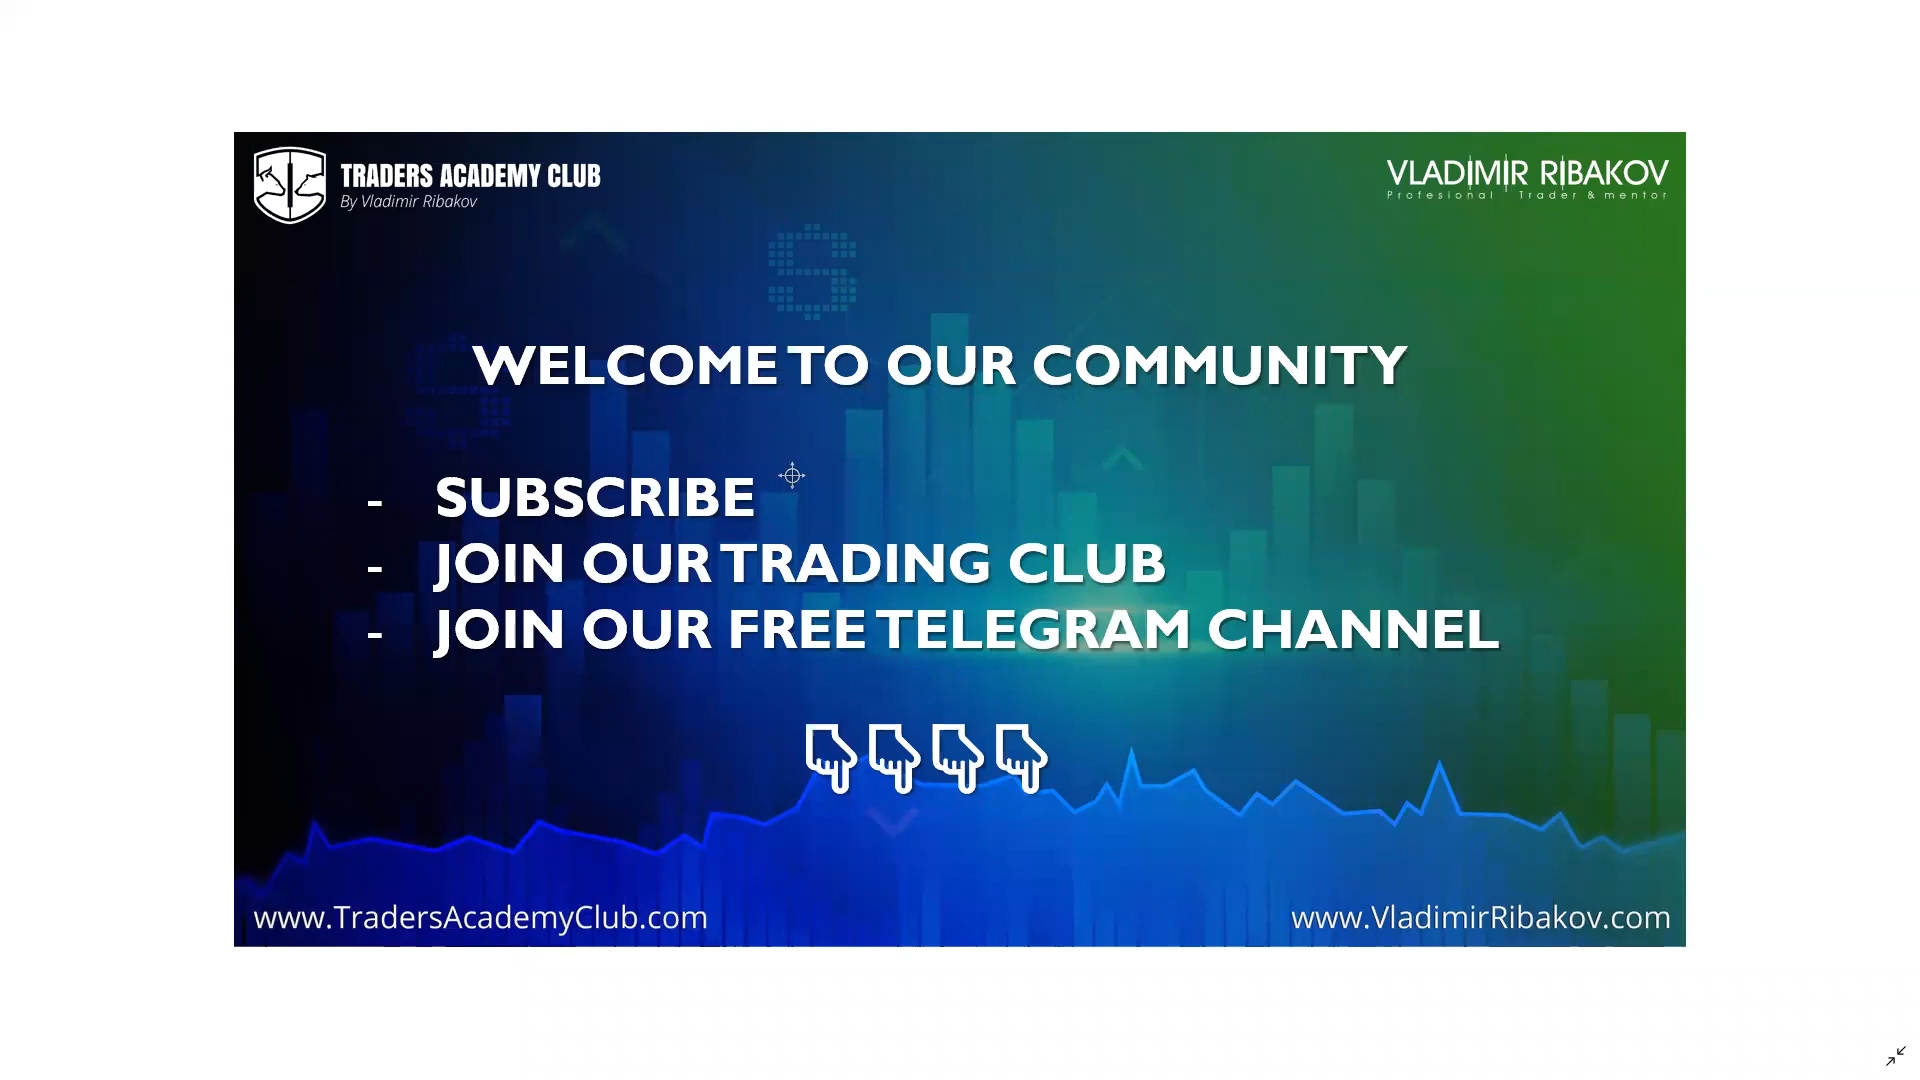 TRADERS ACADEMY CLUB
By Vladimir Ribakov
VLADIMIR RIBAKOV
Profesional Trader & mentor
WELCOME TO OUR COMMUNITY
- SUBSCRIBE
- JOIN OUR TRADING CLUB
- JOIN OUR FREE TELEGRAM CHANNEL
www.TradersAcademyClub.com
www.VladimirRibakov.com